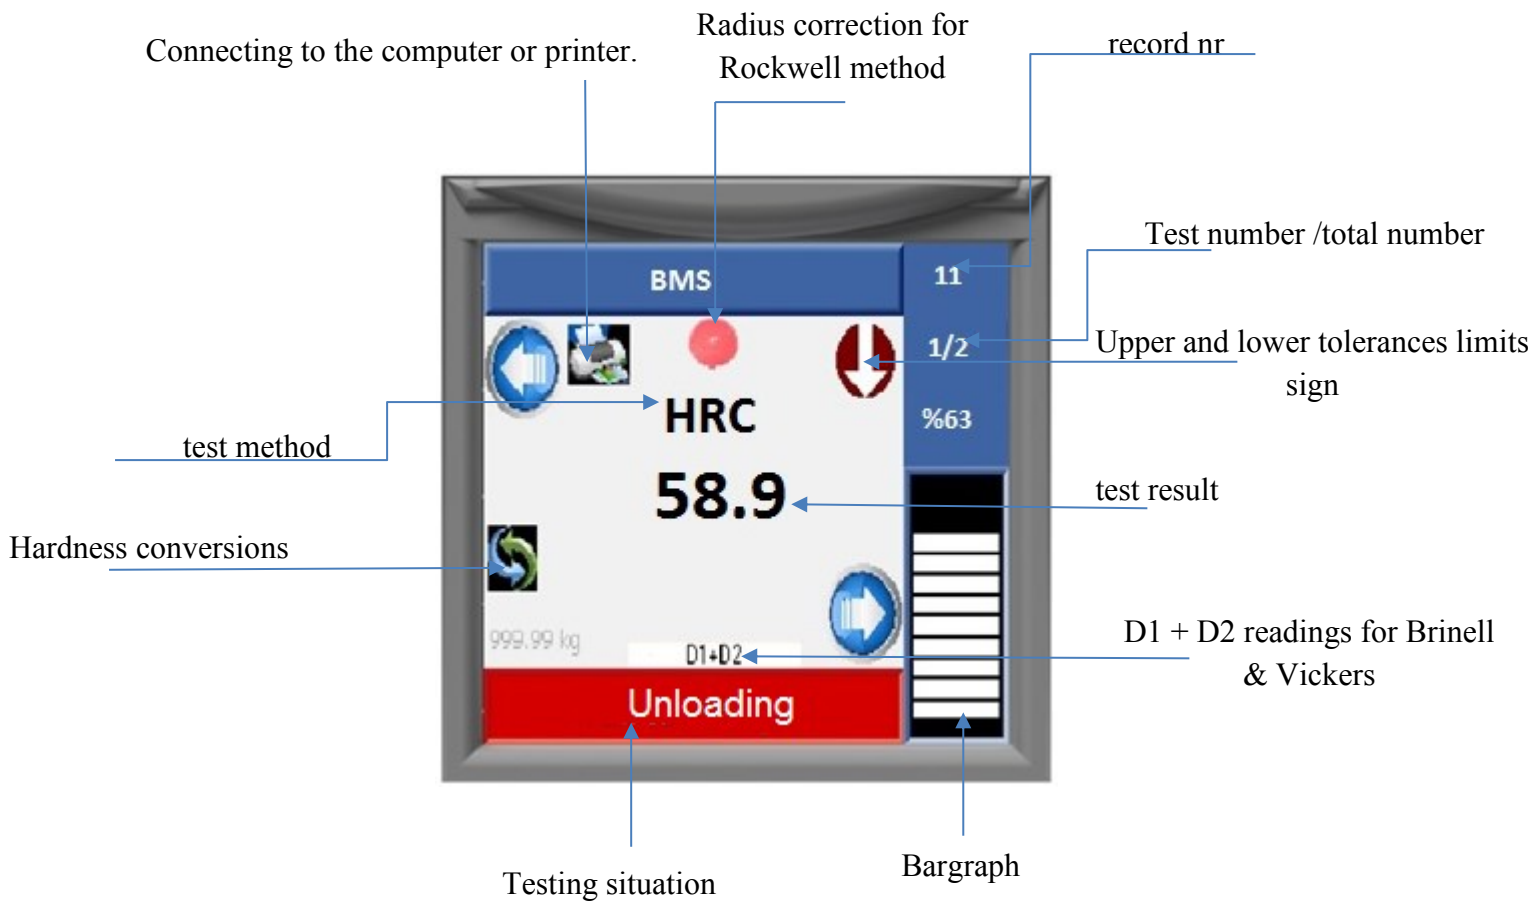 Connecting to the computer or printer.
Radius correction for
Rockwell method
record nr
Test number /total number
Upper and lower tolerances limits
sign
test method
test result
Hardness conversions
D1 + D2 readings for Brinell
& Vickers
Testing situation
Bargraph
BMS
11
1/2
%63
HRC
58.9
999.99 kg
D1+D2
Unloading